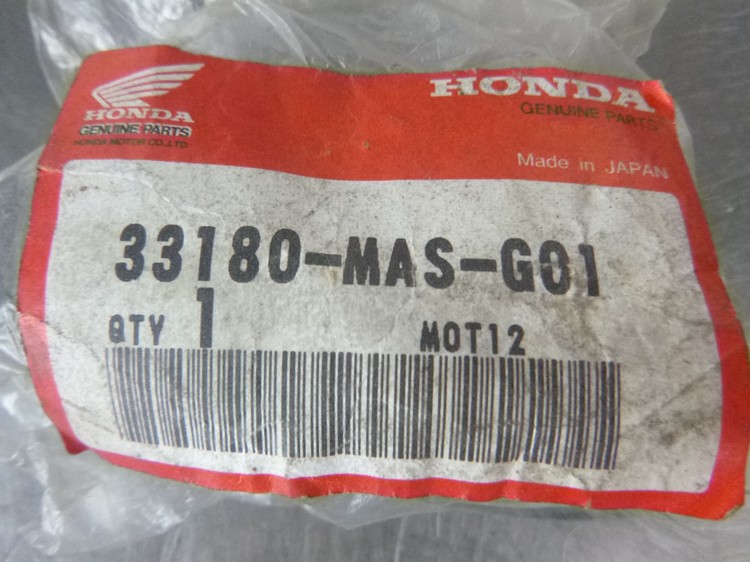 HONDA
GENUINE PARTS
HONDA MOTOR CO.,LTD.
HONDA
GENUINE PARTS
Made in JAPAN
33180-MAS-G01
QTY 1 MOT12